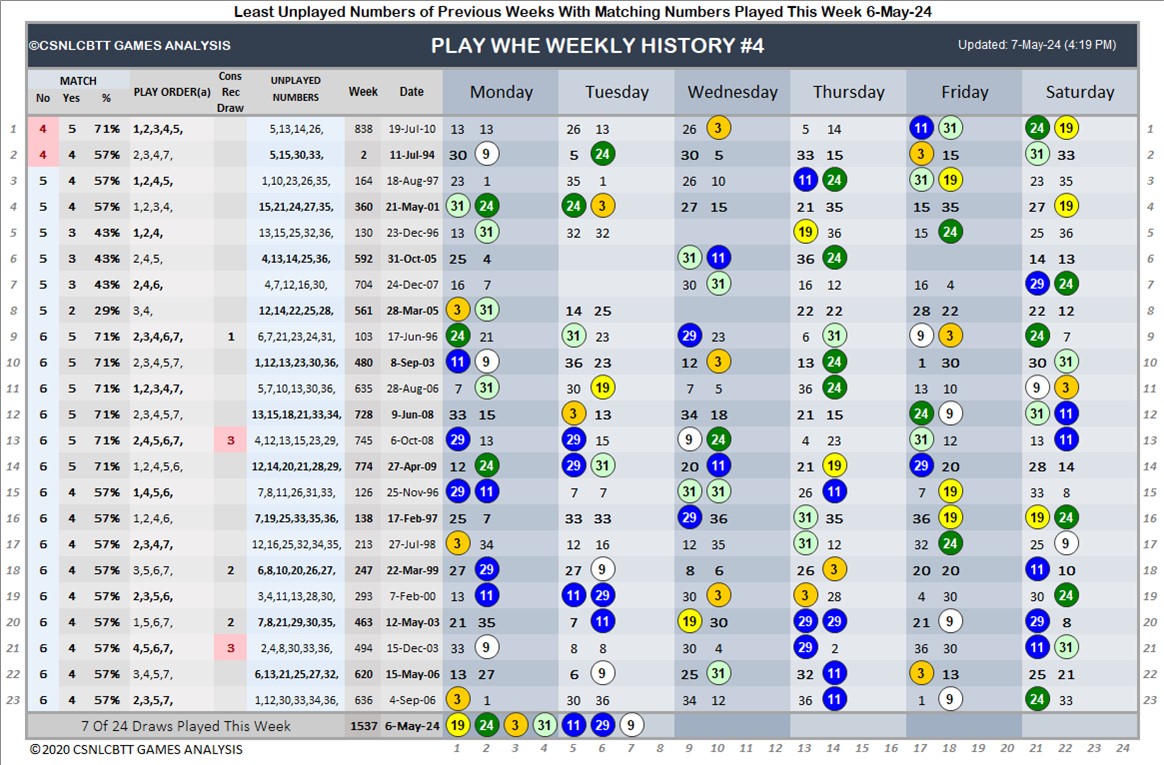 Least Unplayed Numbers of Previous Weeks With Matching Numbers Played This Week 6-May-24
©CSNLCBTT GAMES ANALYSIS PLAY WHE WEEKLY HISTORY #4 Updated: 7-May-24 (4:19 PM)
MATCH Cons UNPLAYED
No Yes % PLAY ORDER(a) Rec NUMBERS Week Date Monday Tuesday Wednesday Thursday Friday Saturday
Draw
1 4 5 71% 1,2,3,4,5, 5,13,14,26, 838 19-Jul-10 13 13 26 13 26 3 5 14 11 31 24 19 1
2 4 4 57% 2,3,4,7, 5,15,30,33, 2 11-Jul-94 30 9 5 24 30 5 33 15 3 15 31 33 2
3 5 4 57% 1,2,4,5, 1,10,23,26,35, 164 18-Aug-97 23 1 35 1 26 10 11 24 31 19 23 35 3
4 5 4 57% 1,2,3,4, 15,21,24,27,35, 360 21-May-01 31 24 24 3 27 15 21 35 15 35 27 19 4
5 5 3 43% 1,2,4, 13,15,25,32,36, 130 23-Dec-96 13 31 32 32 19 36 15 24 25 36 5
6 5 3 43% 2,4,5, 4,13,14,25,36, 592 31-Oct-05 25 4 31 11 36 24 14 13 6
7 5 3 43% 2,4,6, 4,7,12,16,30, 704 24-Dec-07 16 7 30 31 16 12 16 4 29 24 7
8 5 2 29% 3,4, 12,14,22,25,28, 561 28-Mar-05 3 31 14 25 22 22 28 22 22 12 8
9 6 5 71% 2,3,4,6,7, 1 6,7,21,23,24,31, 103 17-Jun-96 24 21 31 23 29 23 6 31 9 3 24 7 9
10 6 5 71% 2,3,4,5,7, 1,12,13,23,30,36, 480 8-Sep-03 11 9 36 23 12 3 13 24 1 30 30 31 10
11 6 5 71% 1,2,3,4,7, 5,7,10,13,30,36, 635 28-Aug-06 7 31 30 19 7 5 36 24 13 10 9 3 11
12 6 5 71% 2,3,4,5,7, 13,15,18,21,33,34, 728 9-Jun-08 33 15 3 13 34 18 21 15 24 9 31 11 12
13 6 5 71% 2,4,5,6,7, 3 4,12,13,15,23,29, 745 6-Oct-08 29 13 29 15 9 24 4 23 31 12 13 11 13
14 6 5 71% 1,2,4,5,6, 12,14,20,21,28,29, 774 27-Apr-09 12 24 29 31 20 11 21 19 29 20 28 14 14
15 6 4 57% 1,4,5,6, 7,8,11,26,31,33, 126 25-Nov-96 29 11 7 7 31 31 26 11 7 19 33 8 15
16 6 4 57% 1,2,4,6, 7,19,25,33,35,36, 138 17-Feb-97 25 7 33 33 29 36 31 35 36 19 19 24 16
17 6 4 57% 2,3,4,7, 12,16,25,32,34,35, 213 27-Jul-98 3 34 12 16 12 35 31 12 32 24 25 9 17
18 6 4 57% 3,5,6,7, 2 6,8,10,20,26,27, 247 22-Mar-99 27 29 27 9 8 6 26 3 20 20 11 10 18
19 6 4 57% 2,3,5,6, 3,4,11,13,28,30, 293 7-Feb-00 13 11 11 29 30 3 3 28 4 30 30 24 19
20 6 4 57% 1,5,6,7, 2 7,8,21,29,30,35, 463 12-May-03 21 35 7 11 19 30 29 29 21 9 29 8 20
21 6 4 57% 4,5,6,7, 3 2,4,8,30,33,36, 494 15-Dec-03 33 9 8 8 30 4 29 2 36 30 11 31 21
22 6 4 57% 3,4,5,7, 6,13,21,25,27,32, 620 15-May-06 13 27 6 9 25 31 32 11 3 13 25 21 22
23 6 4 57% 2,3,5,7, 1,12,30,33,34,36, 636 4-Sep-06 3 1 30 36 34 12 36 11 1 9 24 33 23
7 Of 24 Draws Played This Week 1537 6-May-24 19 24 3 31 11 29 9
© 2020 CSNLCBTT GAMES ANALYSIS 1 2 3 4 5 6 7 8 9 10 11 12 13 14 15 16 17 18 19 20 21 22 23 24